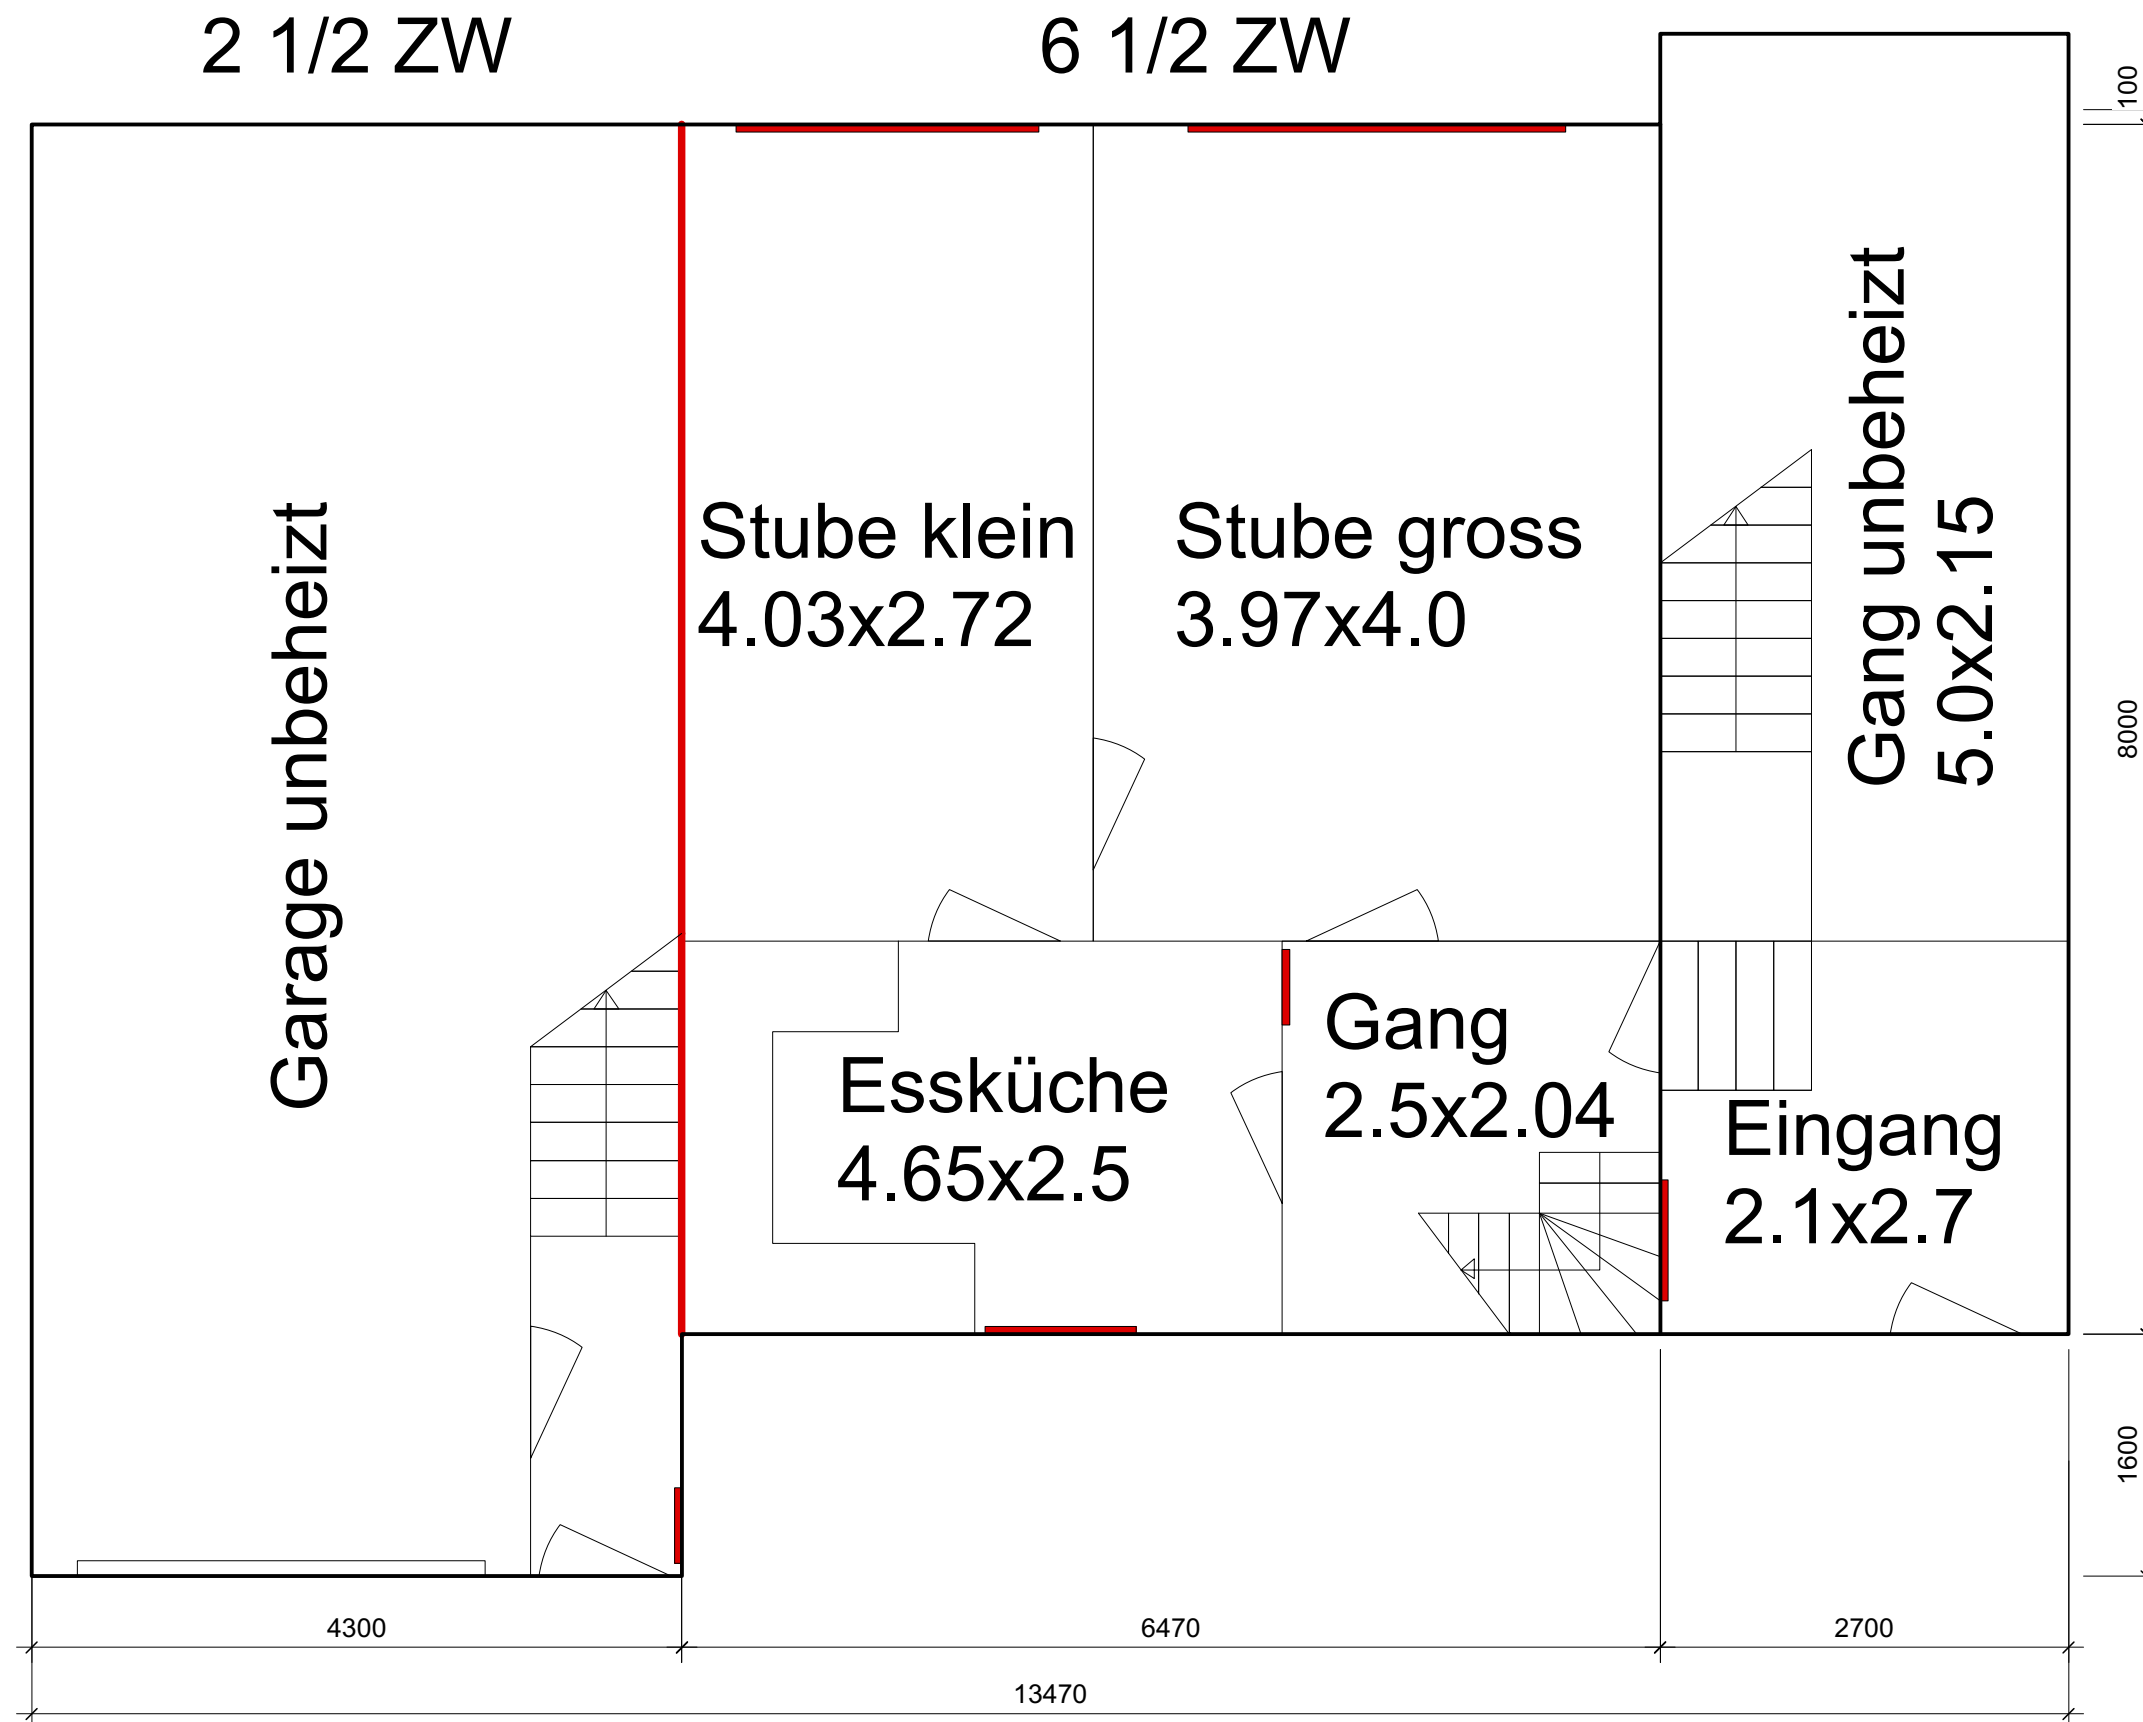 2 1/2 ZW
6 1/2 ZW
100
Garage unbeheizt
Stube klein
4.03x2.72
Stube gross
3.97x4.0
Gang unbeheizt
5.0x2.15
8000
Essküche
4.65x2.5
Gang
2.5x2.04
Eingang
2.1x2.7
1600
4300
6470
2700
13470